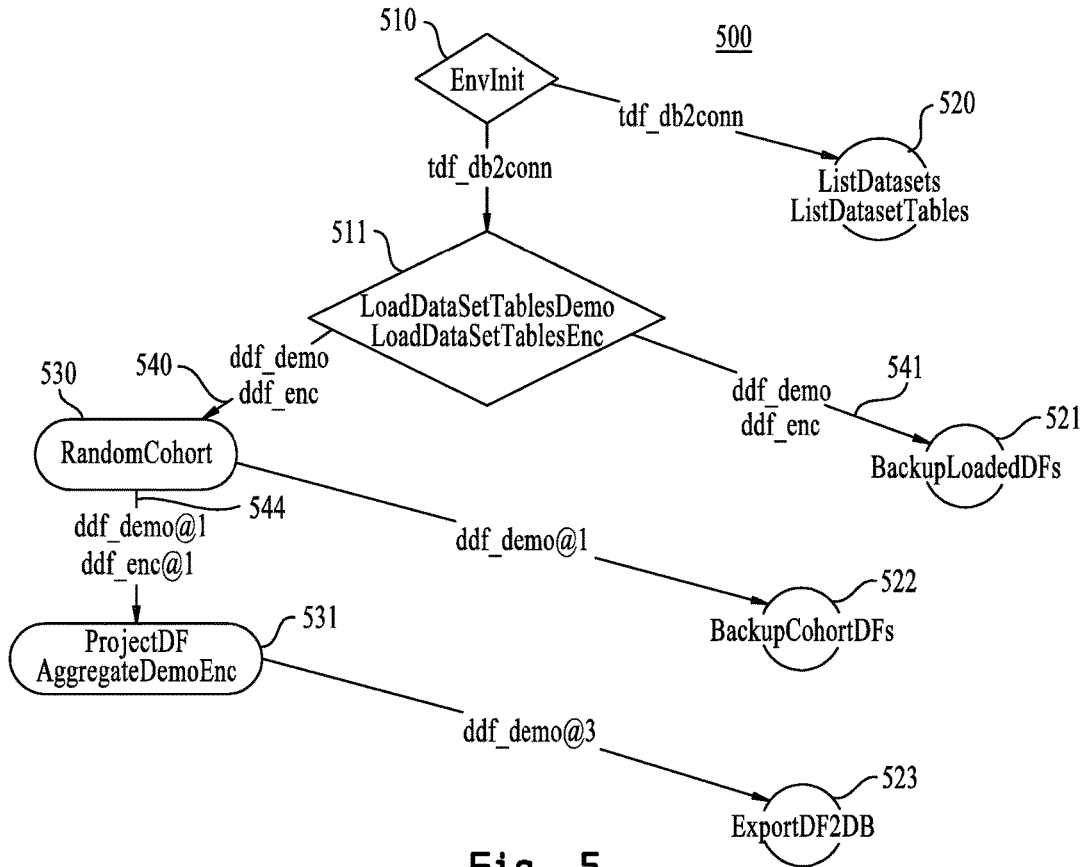 510
500
EnvInit
520
tdf_db2conn
tdf_db2conn
ListDatasets
ListDatasetTables
511
LoadDataSetTablesDemo
LoadDataSetTablesEnc
540
ddf_demo
ddf_enc
530
541
ddf_demo
ddf_enc
521
RandomCohort
BackupLoadedDFs
544
ddf_demo@1
ddf_enc@1
ddf_demo@1
522
BackupCohortDFs
531
ProjectDF
AggregateDemoEnc
ddf_demo@3
523
ExportDF2DB
Fig. 5